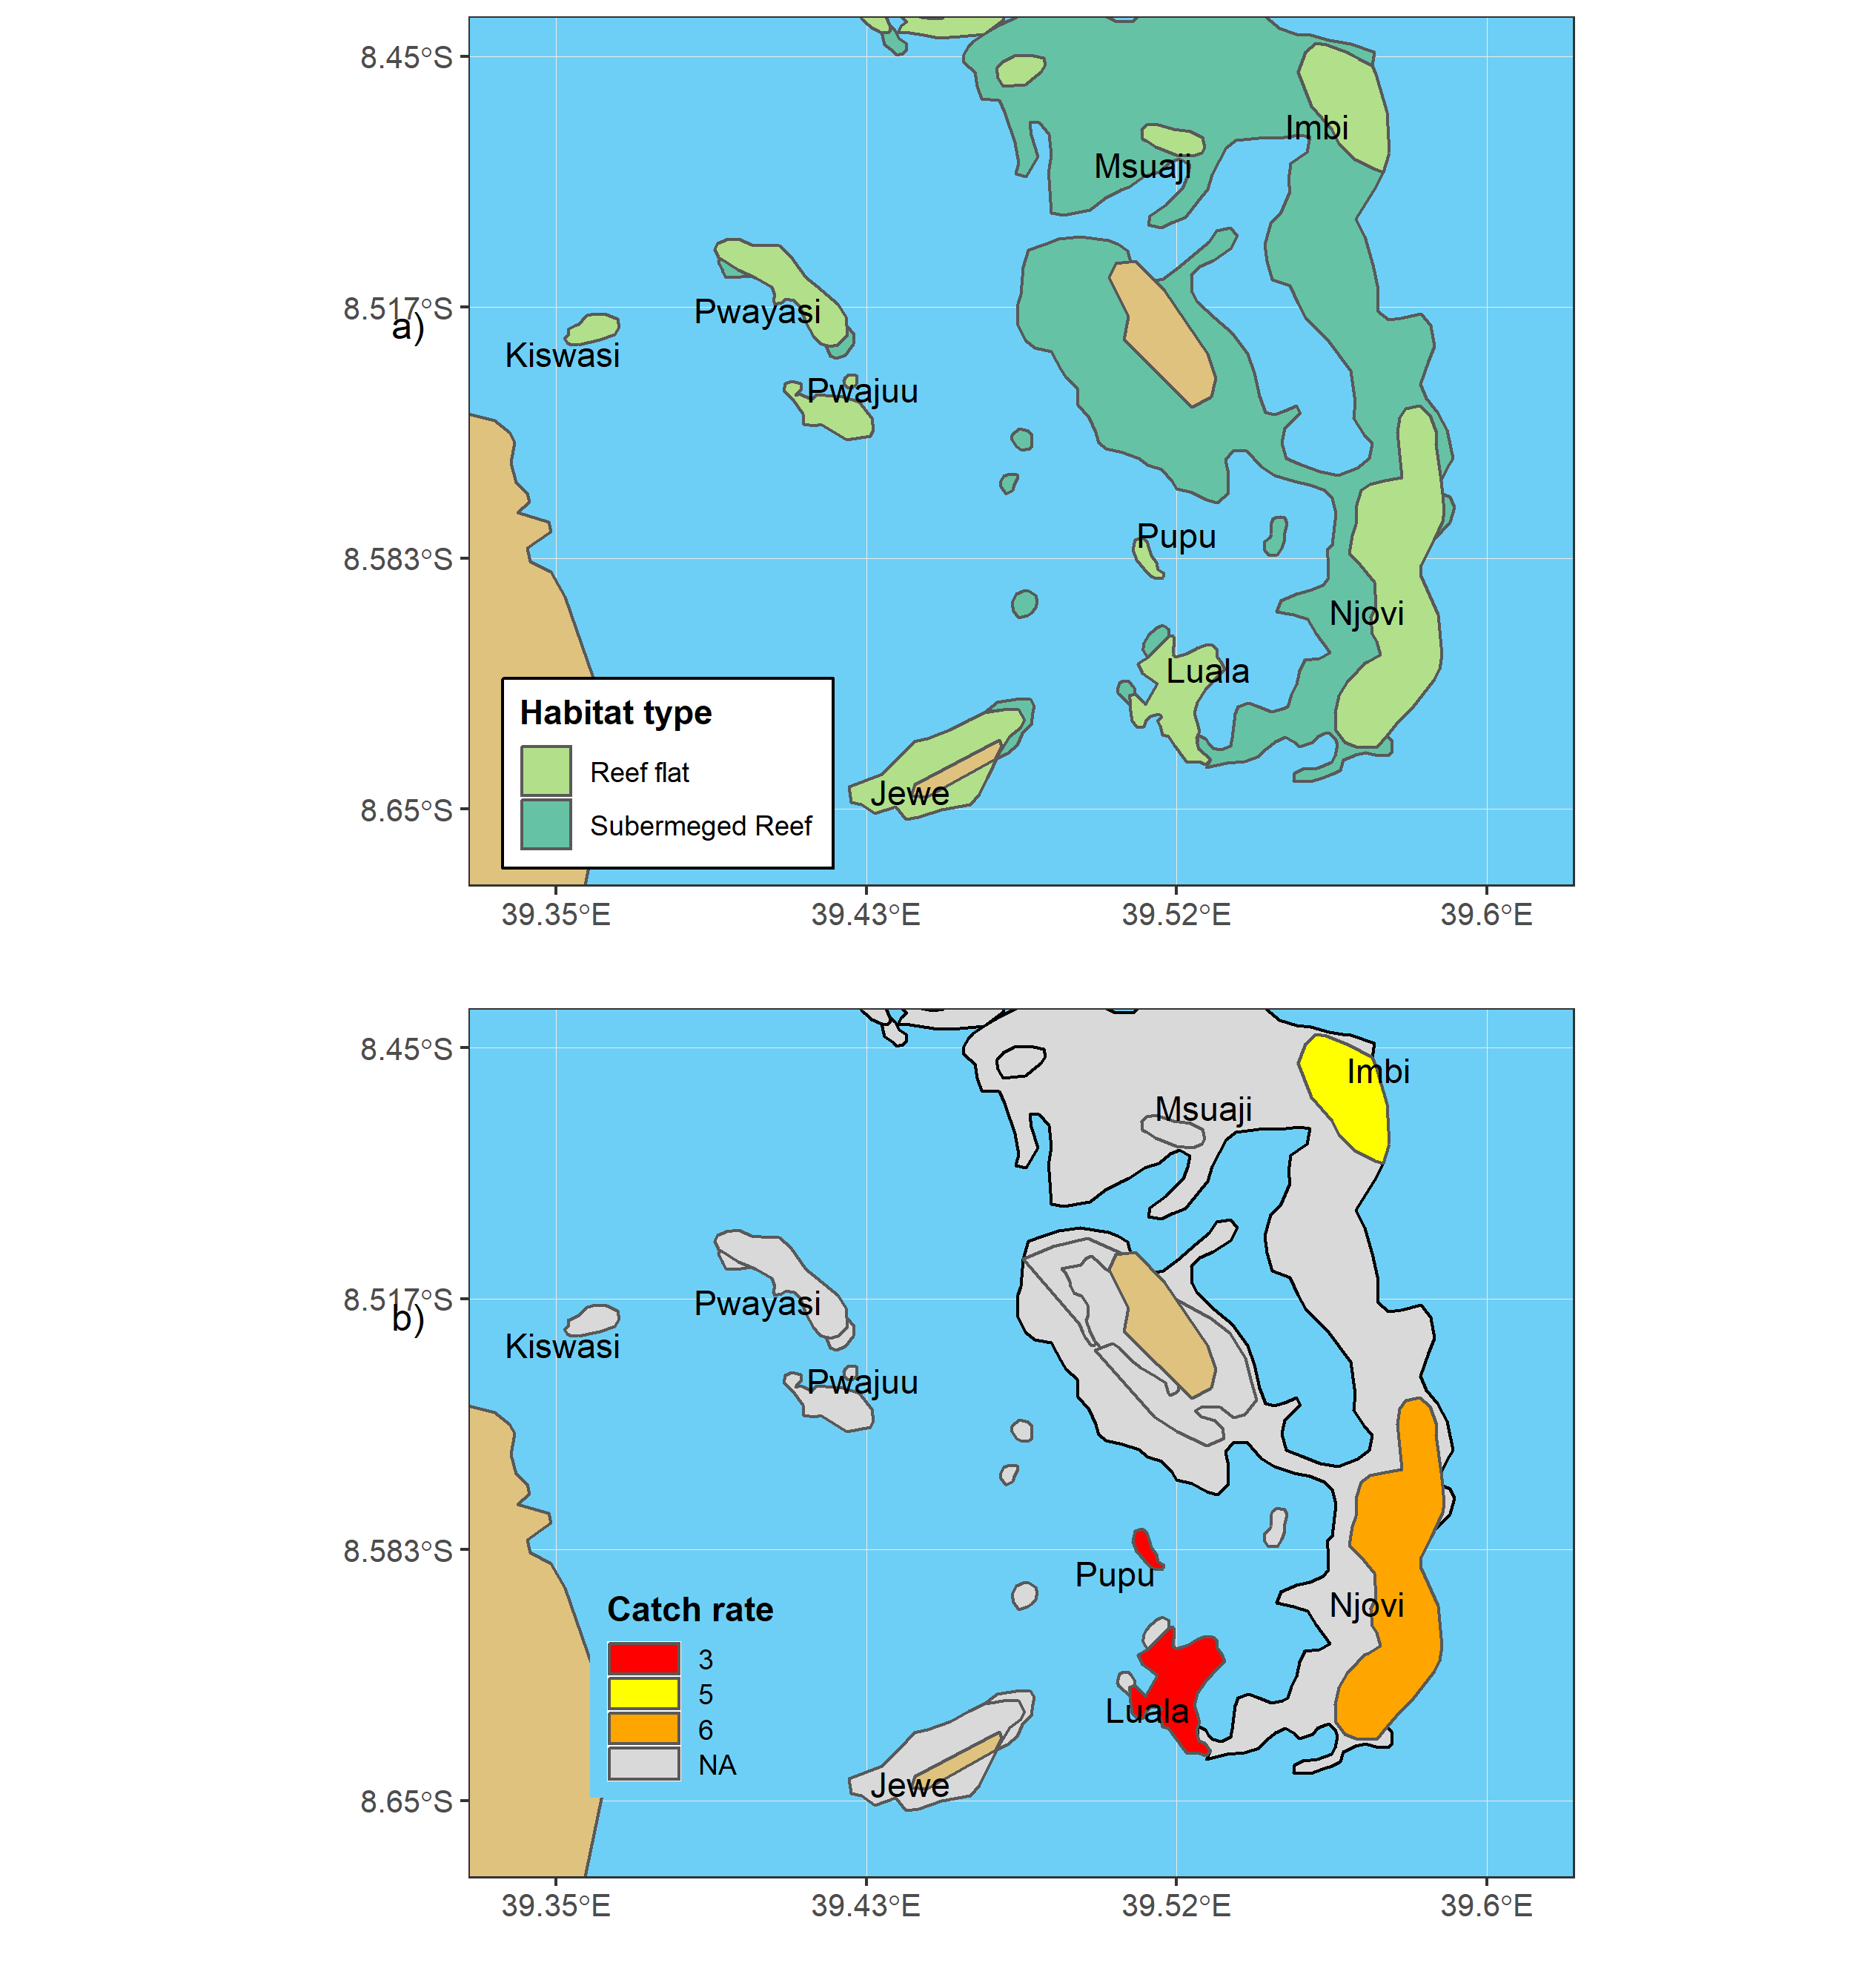 8.45°S
Imbi
Msuaji
8.517°S
a)
Pwayasi
Kiswasi
Pwajuu
Pupu
8.583°S
Njovi
Luala
Habitat type
Reef flat
Jewe
8.65°S
Subermeged Reef
39.35°E 39.43°E 39.52°E 39.6°E
8.45°S
Imbi
Msuaji
8.517°S
b)
Pwayasi
Kiswasi
Pwajuu
8.583°S
Pupu
Njovi
Catch rate
3
5
Luala
6
NA
Jewe
8.65°S
39.35°E 39.43°E 39.52°E 39.6°E